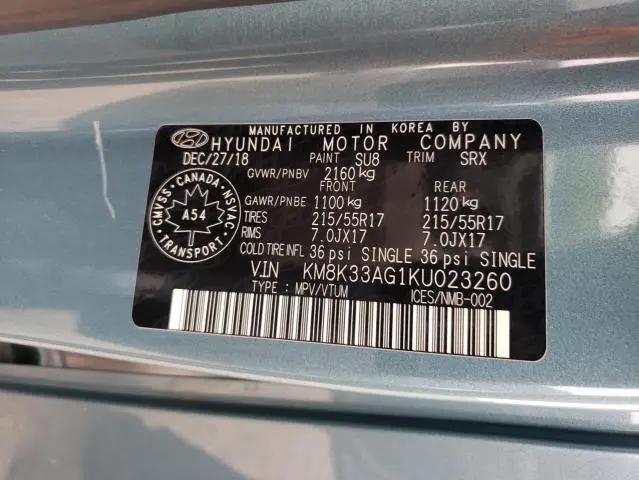 MANUFACTURED IN KOREA BY
HYUNDAI MOTOR COMPANY
DEC/27/18 PAINT SU8 TRIM SRX
GVWR/PNBV 2160 kg
FRONT REAR
GAWR/PNBE 1100 kg 1120 kg
TIRES 215/55R17 215/55R17
RIMS 7.0JX17 7.0JX17
COLD TIRE INFL 36 psi SINGLE 36 psi SINGLE
VIN KM8K33AG1KU023260
TYPE : MPV/VTUM ICES/NMB-002
CMVSS · CANADA · NSVAC
A54
TRANSPORT